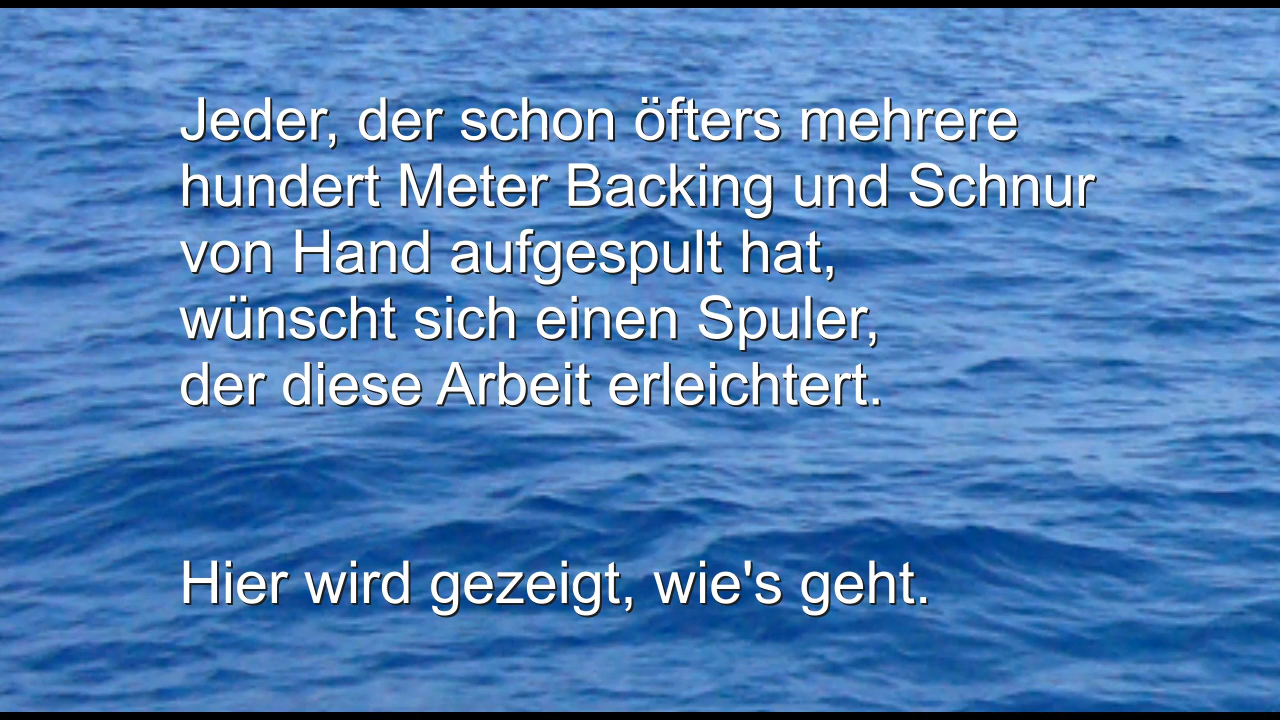 Jeder, der schon öfters mehrere
hundert Meter Backing und Schnur
von Hand aufgespult hat,
wünscht sich einen Spuler,
der diese Arbeit erleichtert.
Hier wird gezeigt, wie's geht.